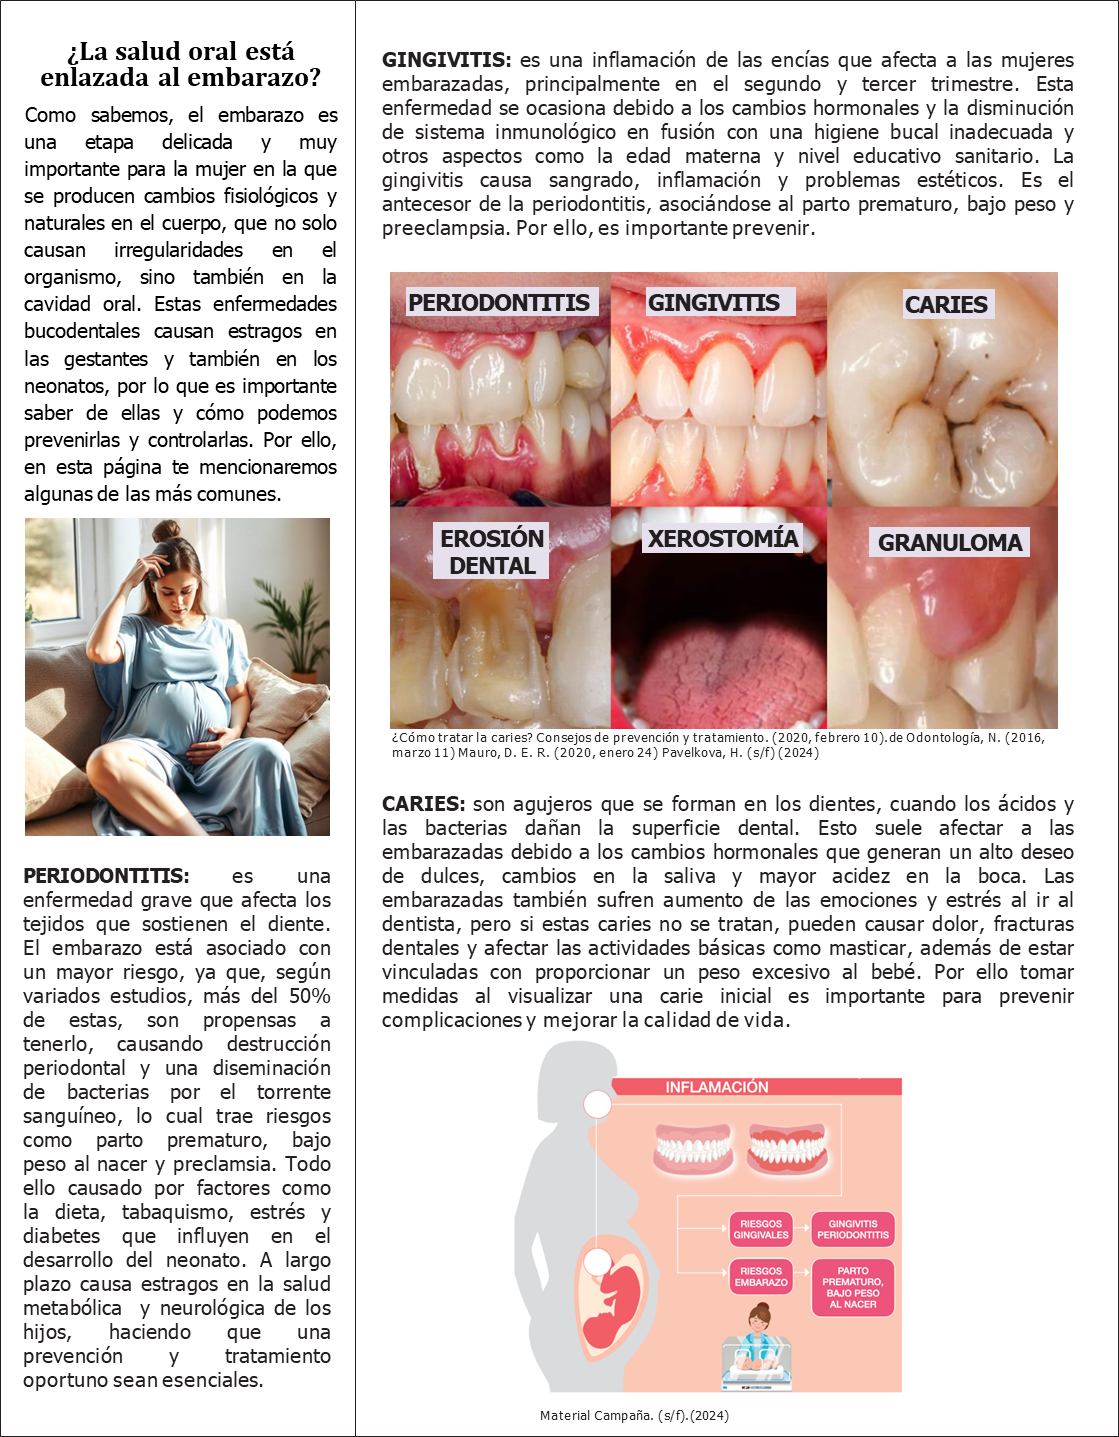 ¿La salud oral está
enlazada al embarazo?
Como sabemos, el embarazo es
una etapa delicada y muy
importante para la mujer en la que
se producen cambios fisiológicos y
naturales en el cuerpo, que no solo
causan irregularidades en el
organismo, sino también en la
cavidad oral. Estas enfermedades
bucodentales causan estragos en
las gestantes y también en los
neonatos, por lo que es importante
saber de ellas y cómo podemos
prevenirlas y controlarlas. Por ello,
en esta página te mencionaremos
algunas de las más comunes.
PERIODONTITIS: es una
enfermedad grave que afecta los
tejidos que sostienen el diente.
El embarazo está asociado con
un mayor riesgo, ya que, según
variados estudios, más del 50%
de estas, son propensas a
tenerlo, causando destrucción
periodontal y una diseminación
de bacterias por el torrente
sanguíneo, lo cual trae riesgos
como parto prematuro, bajo
peso al nacer y preclamsia. Todo
ello causado por factores como
la dieta, tabaquismo, estrés y
diabetes que influyen en el
desarrollo del neonato. A largo
plazo causa estragos en la salud
metabólica y neurológica de los
hijos, haciendo que una
prevención y tratamiento
oportuno sean esenciales.
GINGIVITIS: es una inflamación de las encías que afecta a las mujeres
embarazadas, principalmente en el segundo y tercer trimestre. Esta
enfermedad se ocasiona debido a los cambios hormonales y la disminución
de sistema inmunológico en fusión con una higiene bucal inadecuada y
otros aspectos como la edad materna y nivel educativo sanitario. La
gingivitis causa sangrado, inflamación y problemas estéticos. Es el
antecesor de la periodontitis, asociándose al parto prematuro, bajo peso y
preeclampsia. Por ello, es importante prevenir.
PERIODONTITIS
GINGIVITIS
CARIES
EROSIÓN
DENTAL
XEROSTOMÍA
GRANULOMA
¿Cómo tratar la caries? Consejos de prevención y tratamiento. (2020, febrero 10).de Odontología, N. (2016,
marzo 11) Mauro, D. E. R. (2020, enero 24) Pavelkova, H. (s/f) (2024)
CARIES: son agujeros que se forman en los dientes, cuando los ácidos y
las bacterias dañan la superficie dental. Esto suele afectar a las
embarazadas debido a los cambios hormonales que generan un alto deseo
de dulces, cambios en la saliva y mayor acidez en la boca. Las
embarazadas también sufren aumento de las emociones y estrés al ir al
dentista, pero si estas caries no se tratan, pueden causar dolor, fracturas
dentales y afectar las actividades básicas como masticar, además de estar
vinculadas con proporcionar un peso excesivo al bebé. Por ello tomar
medidas al visualizar una carie inicial es importante para prevenir
complicaciones y mejorar la calidad de vida.
INFLAMACIÓN
RIESGOS
GINGIVALES
GINGIVITIS
PERIODONTITIS
RIESGOS
EMBARAZO
PARTO
PREMATURO,
BAJO PESO
AL NACER
Material Campaña. (s/f).(2024)